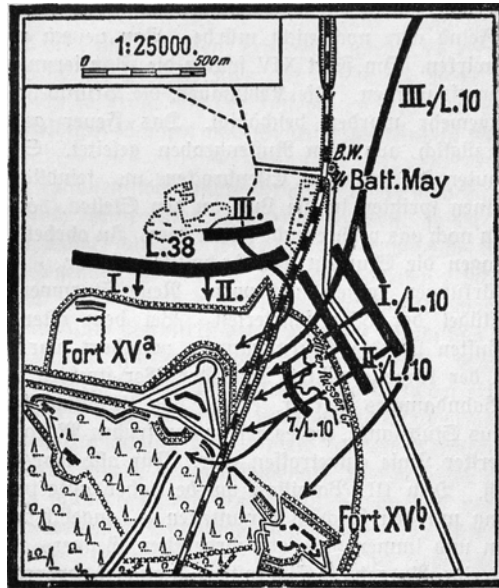 1:25000.
500 m
III./L.10
B.W.
Batt. May
III.
L.38
I.
II.
I./L.10
II./L.10
Fort XVa.
7./L.10
Fort XVb